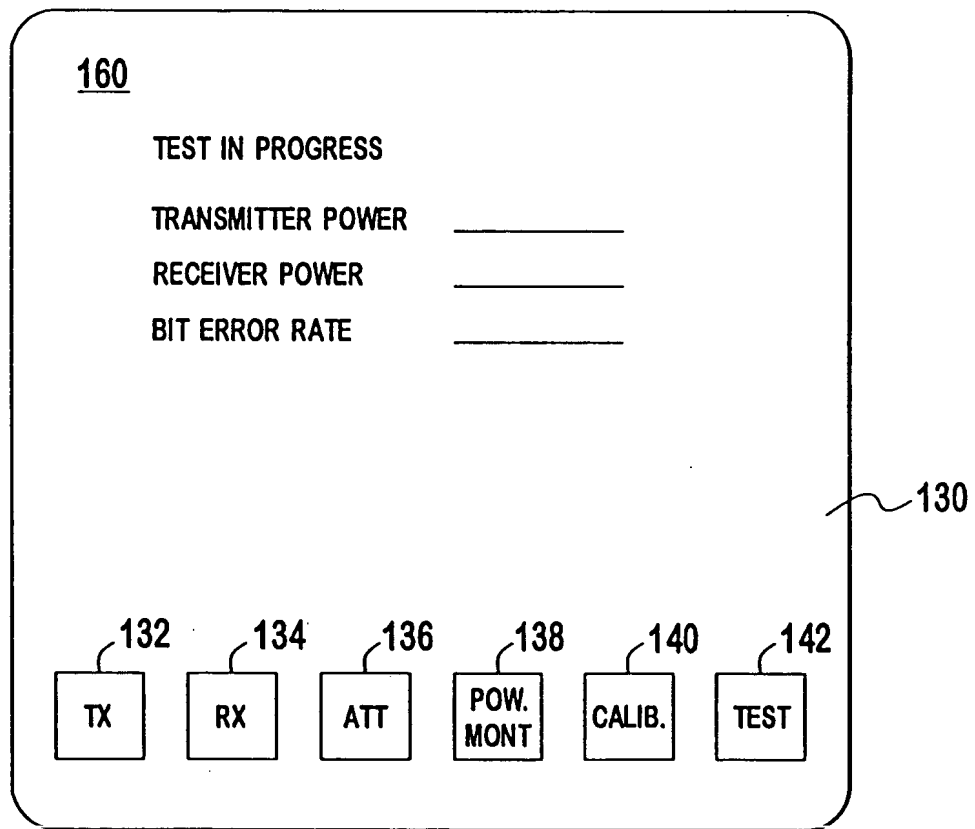 160
TEST IN PROGRESS
TRANSMITTER POWER
RECEIVER POWER
BIT ERROR RATE
130
132 134 136 138 140 142
TX RX ATT POW. MONT CALIB. TEST